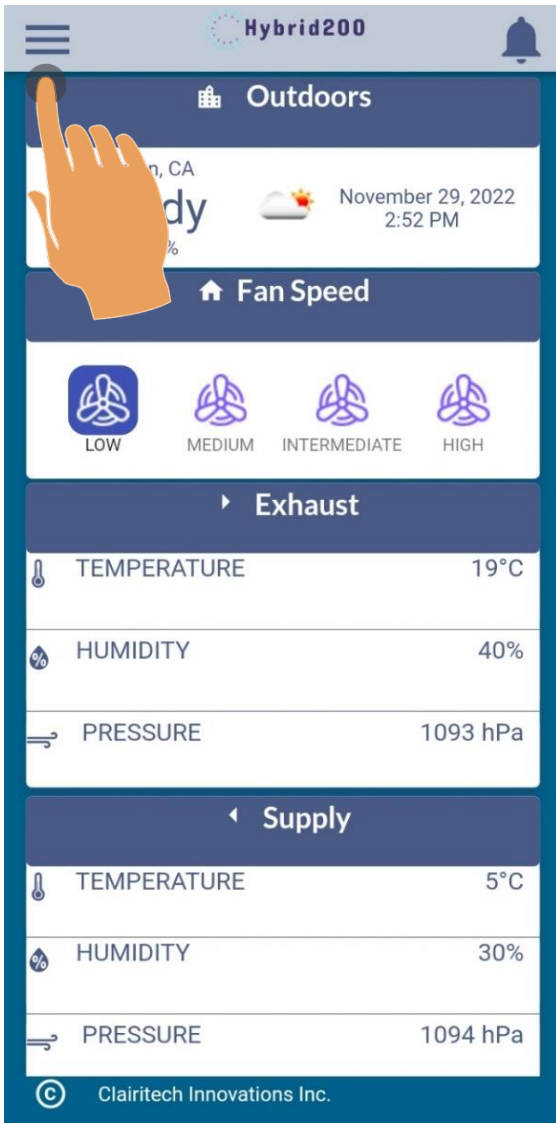 Hybrid200
Outdoors
CA
November 29, 2022
2:52 PM
%
Fan Speed
LOW MEDIUM INTERMEDIATE HIGH
Exhaust
TEMPERATURE 19°C
% HUMIDITY 40%
PRESSURE 1093 hPa
Supply
TEMPERATURE 5°C
% HUMIDITY 30%
PRESSURE 1094 hPa
© Clairitech Innovations Inc.